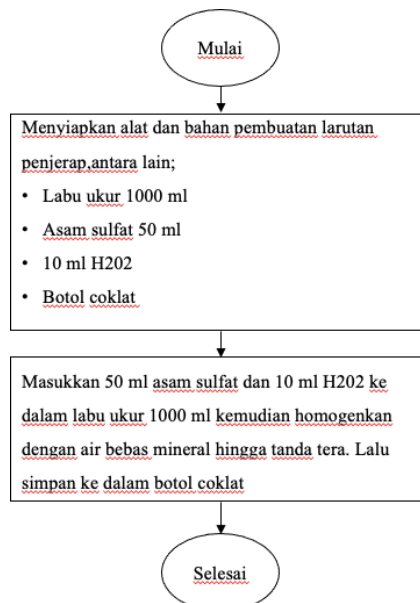 Mulai
Menyiapkan alat dan bahan pembuatan larutan
penjerap,antara lain;
• Labu ukur 1000 ml
• Asam sulfat 50 ml
• 10 ml H202
• Botol coklat
Masukkan 50 ml asam sulfat dan 10 ml H202 ke
dalam labu ukur 1000 ml kemudian homogenkan
dengan air bebas mineral hingga tanda tera. Lalu
simpan ke dalam botol coklat
Selesai